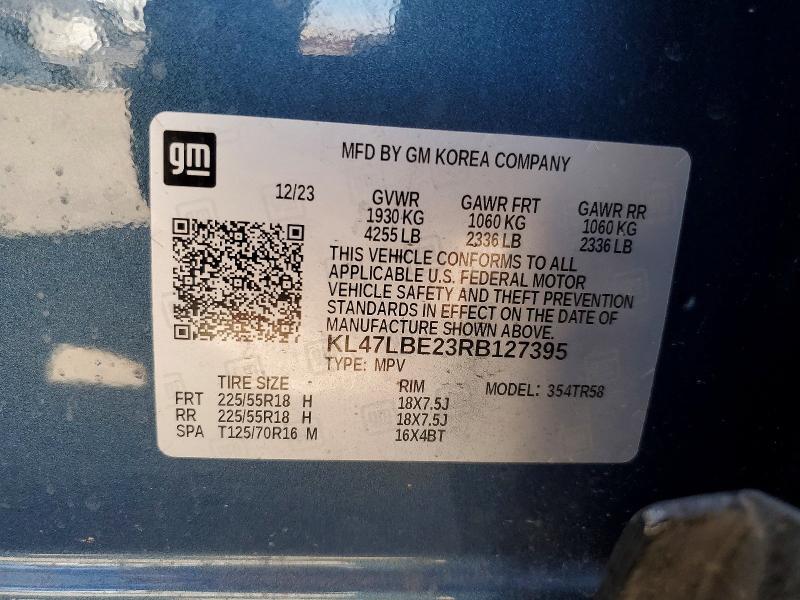 gm
MFD BY GM KOREA COMPANY
12/23 GVWR GAWR FRT GAWR RR
1930 KG 1060 KG 1060 KG
4255 LB 2336 LB 2336 LB
THIS VEHICLE CONFORMS TO ALL
APPLICABLE U.S. FEDERAL MOTOR
VEHICLE SAFETY AND THEFT PREVENTION
STANDARDS IN EFFECT ON THE DATE OF
MANUFACTURE SHOWN ABOVE.
KL47LBE23RB127395
TYPE: MPV
TIRE SIZE RIM MODEL: 354TR58
FRT 225/55R18 H 18X7.5J
RR 225/55R18 H 18X7.5J
SPA T125/70R16 M 16X4BT